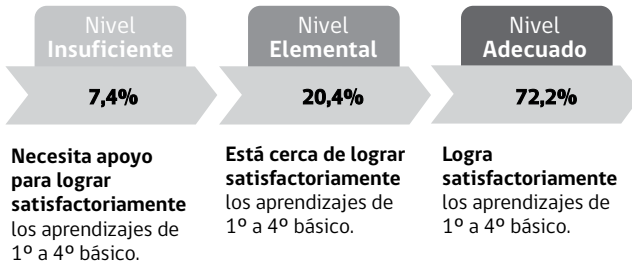 Nivel
Insuficiente
7,4%
Necesita apoyo
para lograr
satisfactoriamente
los aprendizajes de
1º a 4º básico.
Nivel
Elemental
20,4%
Está cerca de lograr
satisfactoriamente
los aprendizajes de
1º a 4º básico.
Nivel
Adecuado
72,2%
Logra
satisfactoriamente
los aprendizajes de
1º a 4º básico.